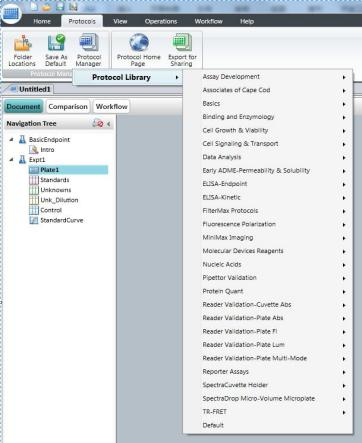 Home Protocols View Operations Workflow Help
Folder Locations
Save As Default
Protocol Manager
Protocol Home Page
Export for Sharing
Protocol Library
Untitled1
Document Comparison Workflow
Navigation Tree
BasicEndpoint
Intro
Expt1
Plate1
Standards
Unknowns
Unk_Dilution
Control
StandardCurve
Assay Development
Associates of Cape Cod
Basics
Binding and Enzymology
Cell Growth & Viability
Cell Signaling & Transport
Data Analysis
Early ADME-Permeability & Solubility
ELISA-Endpoint
ELISA-Kinetic
FilterMax Protocols
Fluorescence Polarization
MiniMax Imaging
Molecular Devices Reagents
Nucleic Acids
Pipettor Validation
Protein Quant
Reader Validation-Cuvette Abs
Reader Validation-Plate Abs
Reader Validation-Plate Fl
Reader Validation-Plate Lum
Reader Validation-Plate Multi-Mode
Reporter Assays
SpectraCuvette Holder
SpectraDrop Micro-Volume Microplate
TR-FRET
Default